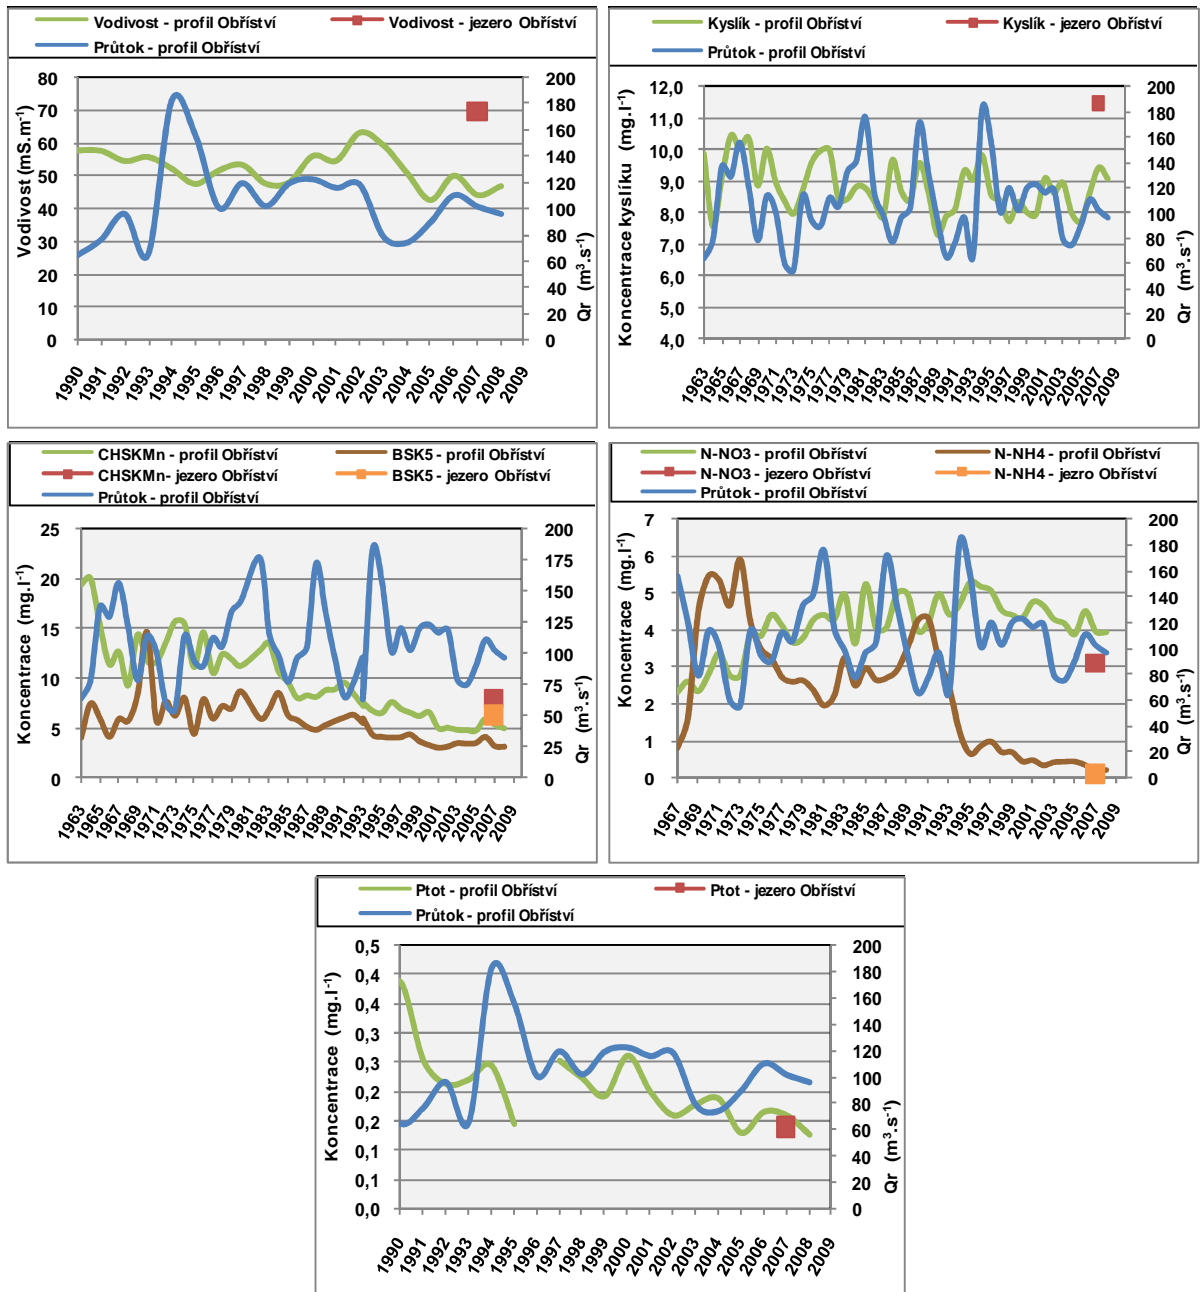 Vodivost - profil Obříství
Vodivost - jezero Obříství
Průtok - profil Obříství
Vodivost (mS.m-1)
80
70
60
50
40
30
20
10
0
200
180
160
140
120
100
80
60
40
20
0
Qr (m3.s-1)
1990 1991 1992 1993 1994 1995 1996 1997 1998 1999 2000 2001 2002 2003 2004 2005 2006 2007 2008 2009
Kyslík - profil Obříství
Kyslík - jezero Obříství
Průtok - profil Obříství
Koncentrace kyslíku (mg.l-1)
12,0
11,0
10,0
9,0
8,0
7,0
6,0
5,0
4,0
200
180
160
140
120
100
80
60
40
20
0
Qr (m3.s-1)
1963 1965 1967 1969 1971 1973 1975 1977 1979 1981 1983 1985 1987 1989 1991 1993 1995 1997 1999 2001 2003 2005 2007 2009
CHSKMn - profil Obříství
BSK5 - profil Obříství
CHSKMn- jezero Obříství
BSK5 - jezero Obříství
Průtok - profil Obříství
Koncentrace (mg.l-1)
25
20
15
10
5
0
200
175
150
125
100
75
50
25
0
Qr (m3.s-1)
1963 1965 1967 1969 1971 1973 1975 1977 1979 1981 1983 1985 1987 1989 1991 1993 1995 1997 1999 2001 2003 2005 2007 2009
N-NO3 - profil Obříství
N-NH4 - profil Obříství
N-NO3 - jezero Obříství
N-NH4 - jezro Obříství
Průtok - profil Obříství
Koncentrace (mg.l-1)
7
6
5
4
3
2
1
0
200
180
160
140
120
100
80
60
40
20
0
Qr (m3.s-1)
1967 1969 1971 1973 1975 1977 1979 1981 1983 1985 1987 1989 1991 1993 1995 1997 1999 2001 2003 2005 2007 2009
Ptot - profil Obříství
Ptot - jezero Obříství
Průtok - profil Obříství
Koncentrace (mg.l-1)
0,5
0,4
0,4
0,3
0,3
0,2
0,2
0,1
0,1
0,0
200
180
160
140
120
100
80
60
40
20
0
Qr (m3.s-1)
1990 1991 1992 1993 1994 1995 1996 1997 1998 1999 2000 2001 2002 2003 2004 2005 2006 2007 2008 2009